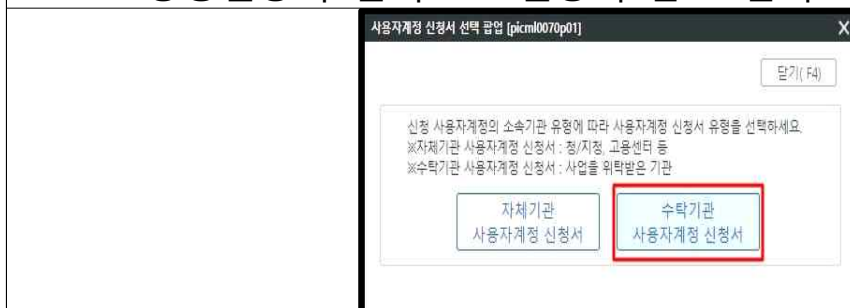 사용자계정 신청서 선택 팝업 [picml0070p01] X
닫기( F4)
신청 사용자계정의 소속기관 유형에 따라 사용자계정 신청서 유형을 선택하세요.
※자체기관 사용자계정 신청서 : 청/지청, 고용센터 등
※수탁기관 사용자계정 신청서 : 사업을 위탁받은 기관
자체기관
사용자계정 신청서
수탁기관
사용자계정 신청서